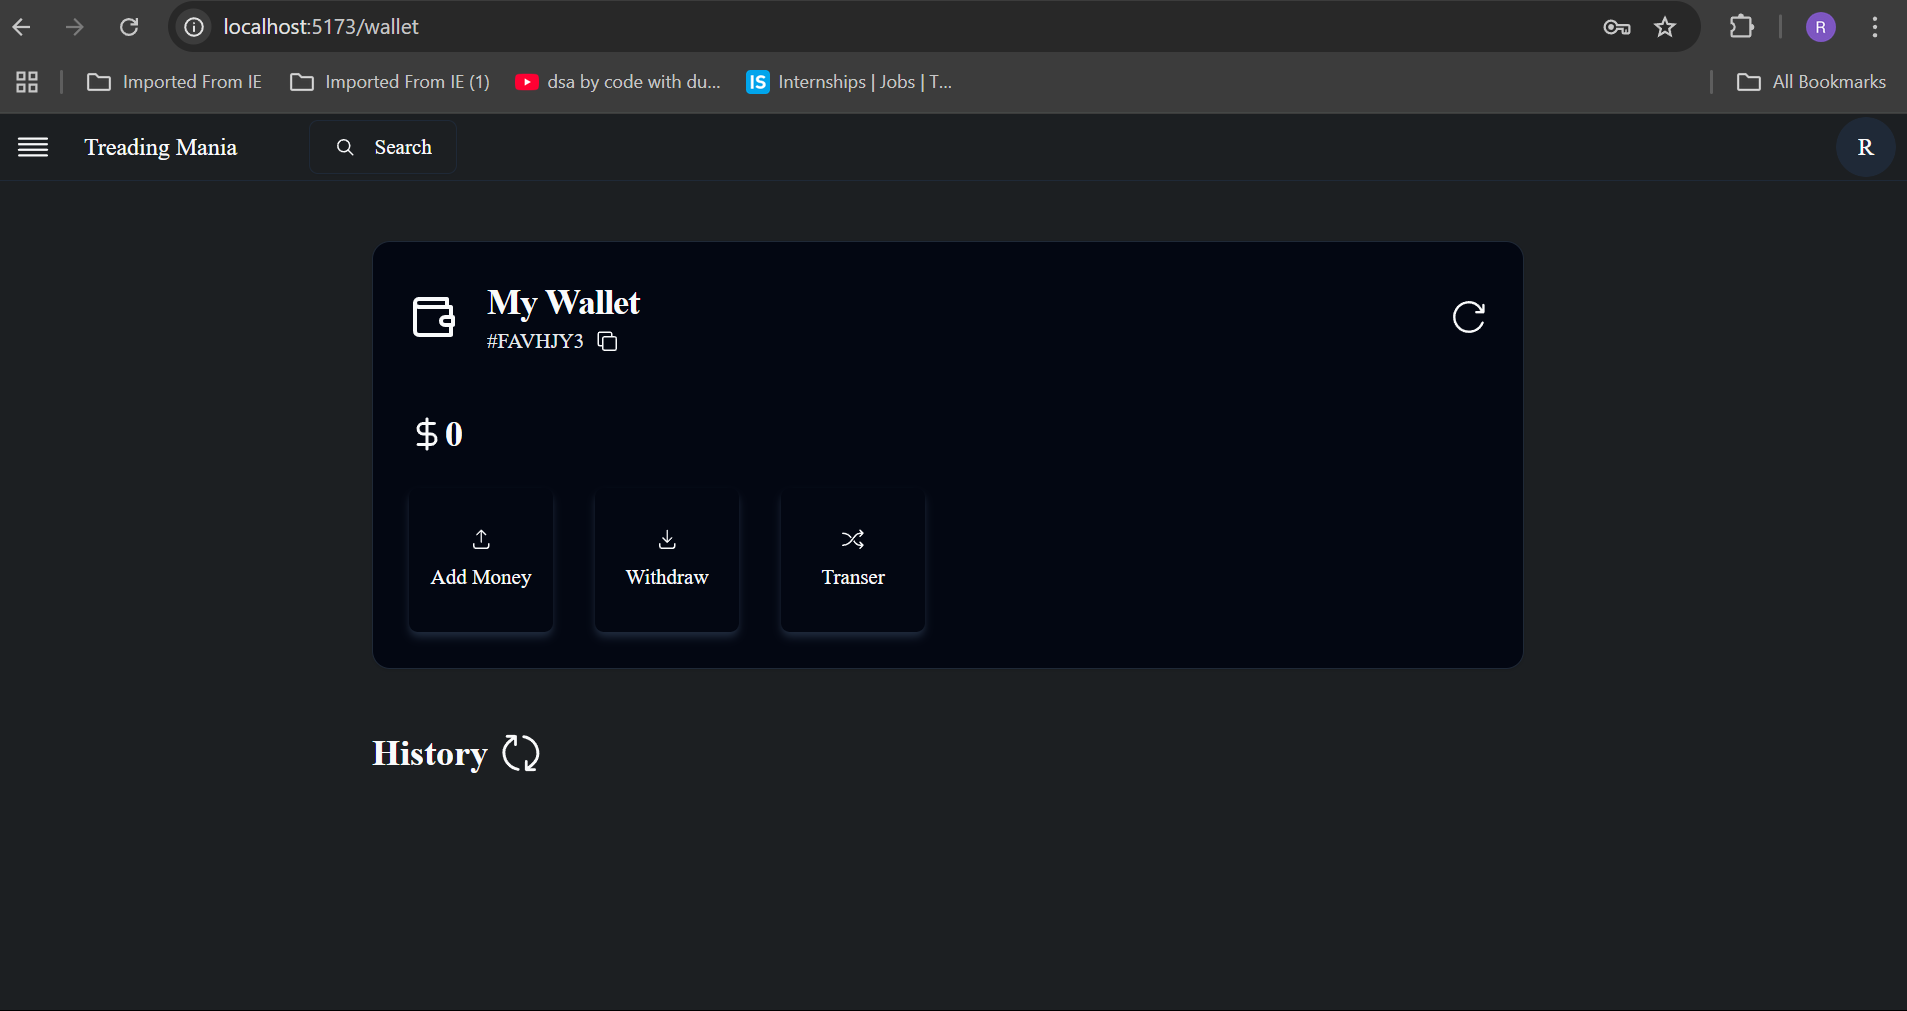 localhost:5173/wallet
R
Imported From IE
Imported From IE (1)
dsa by code with du...
IS Internships | Jobs | T...
All Bookmarks
Treading Mania
Search
R
My Wallet
#FAVHJY3
$0
Add Money
Withdraw
Transer
History